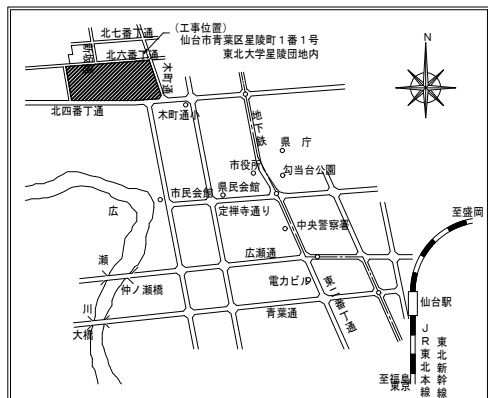 北七番丁通
北六番丁通
木町通
(工事位置)
仙台市青葉区星陵町1番1号
東北大学星陵団地内
N
北四番丁通
木町通小
地下鉄
県庁
市役所
勾当台公園
市民会館
県民会館
定禅寺通り
中央警察署
至盛岡
広瀬川
広瀬通
仲ノ瀬橋
電力ビル
東二番丁通
仙台駅
青葉通
大橋
JR東北本線
東北新幹線
至福島
東京